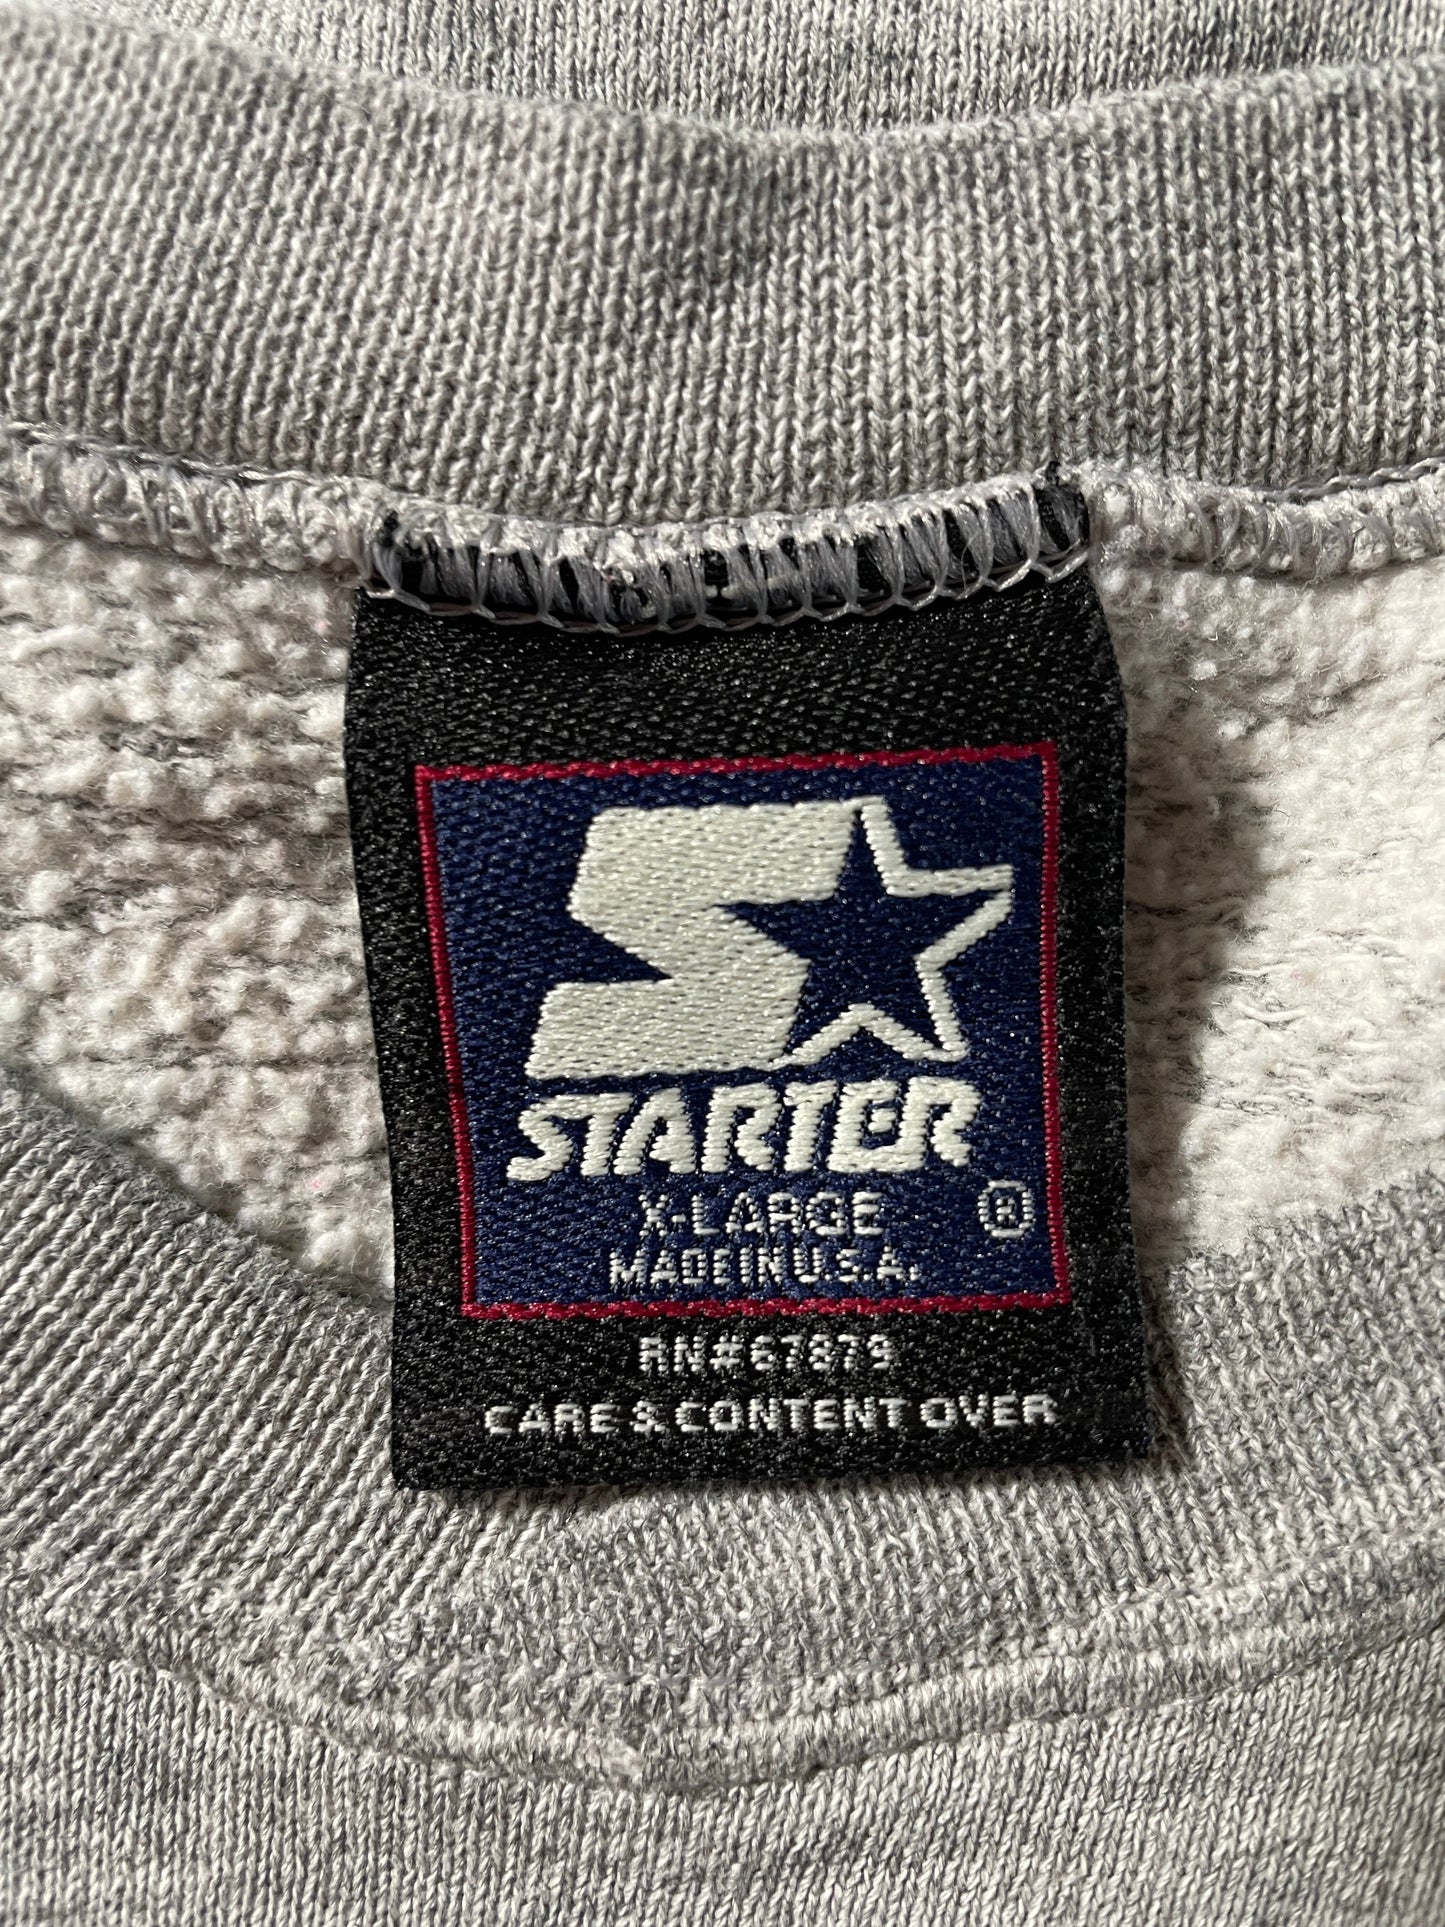 STARTER
X-LARGE ®
MADE IN U.S.A.
RN#67879
CARE & CONTENT OVER